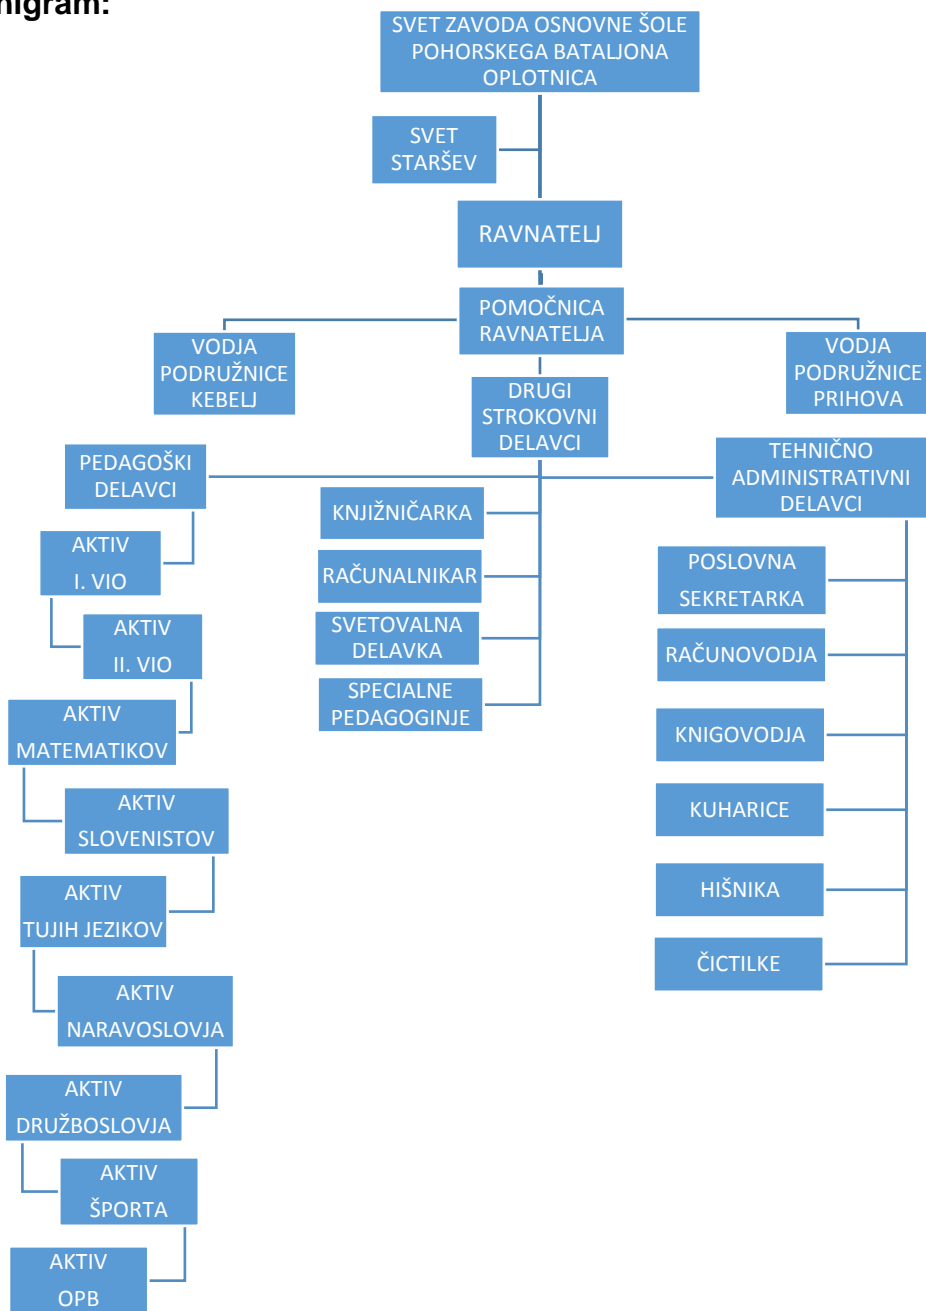 nigram:
SVET ZAVODA OSNOVNE ŠOLE
POHORSKEGA BATALJONA
OPLOTNICA
SVET
STARŠEV
RAVNATELJ
POMOČNICA
RAVNATELJA
VODJA
PODRUŽNICE
KEBELJ
VODJA
PODRUŽNICE
PRIHOVA
DRUGI
STROKOVNI
DELAVCI
PEDAGOŠKI
DELAVCI
AKTIV
I. VIO
AKTIV
II. VIO
AKTIV
MATEMATIKOV
AKTIV
SLOVENISTOV
AKTIV
TUJIH JEZIKOV
AKTIV
NARAVOSLOVJA
AKTIV
DRUŽBOSLOVJA
AKTIV
ŠPORTA
AKTIV
OPB
KNJIŽNIČARKA
RAČUNALNIKAR
SVETOVALNA
DELAVKA
SPECIALNE
PEDAGOGINJE
TEHNIČNO
ADMINISTRATIVNI
DELAVCI
POSLOVNA
SEKRETARKA
RAČUNOVODJA
KNIGOVODJA
KUHARICE
HIŠNIKA
ČICTILKE